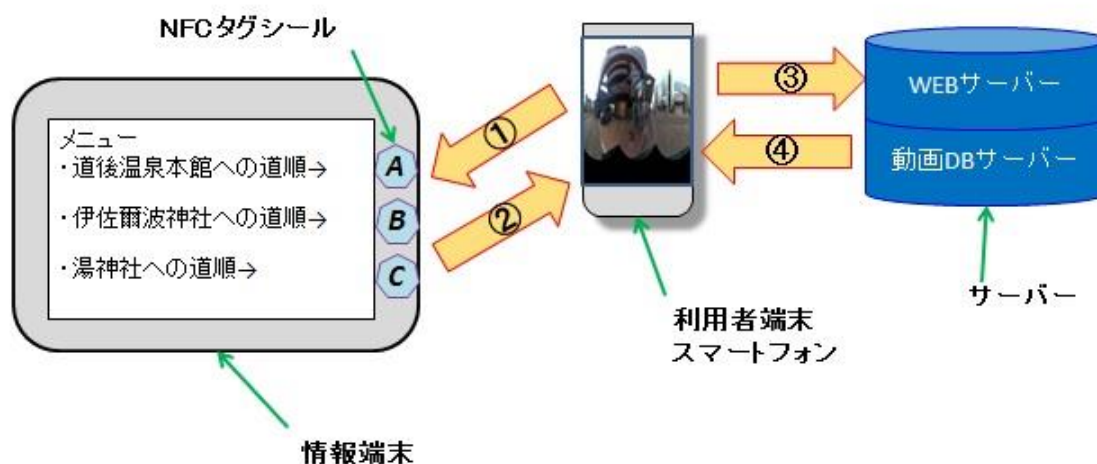 NFCタグシール
メニュー
・道後温泉本館への道順→
・伊佐爾波神社への道順→
・湯神社への道順→
A
B
C
①
②
③
④
WEBサーバー
動画DBサーバー
サーバー
利用者端末
スマートフォン
情報端末